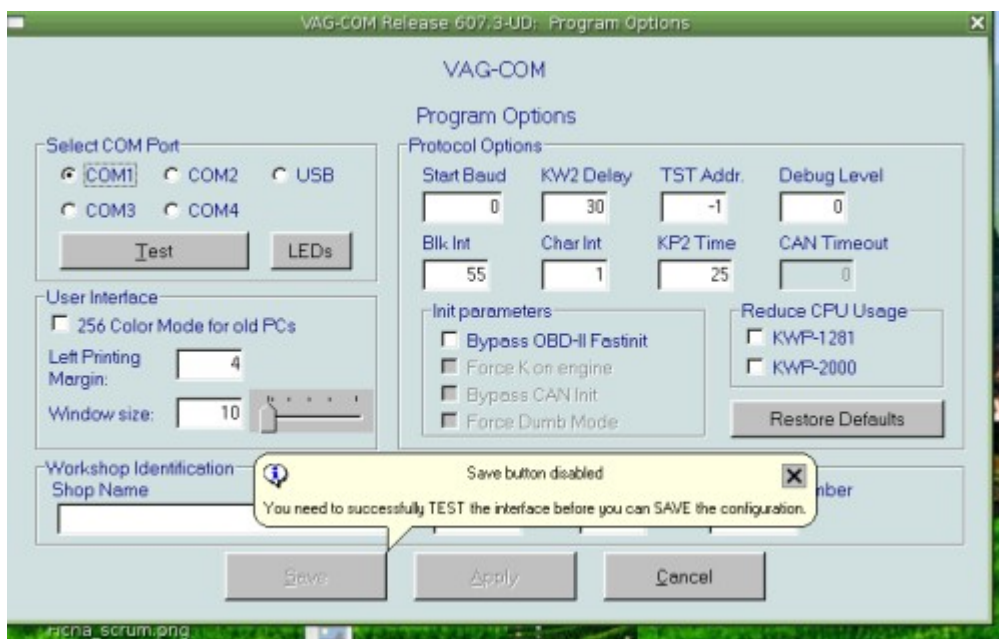 VAG-COM Release 607.3-UD: Program Options
VAG-COM
Program Options
Select COM Port
COM1 COM2 USB
COM3 COM4
Test LEDs
Protocol Options
Start Baud KW2 Delay TST Addr. Debug Level
0 30 -1 0
Blk Int Char Int KP2 Time CAN Timeout
55 1 25 0
User Interface
256 Color Mode for old PCs
Left Printing Margin: 4
Window size: 10
Init parameters
Bypass OBD-II Fastinit
Force K on engine
Bypass CAN Init
Force Dumb Mode
Reduce CPU Usage
KWP-1281
KWP-2000
Restore Defaults
Workshop Identification
Shop Name
Save button disabled
You need to successfully TEST the interface before you can SAVE the configuration.
Save Apply Cancel
Ficha_scrum.png